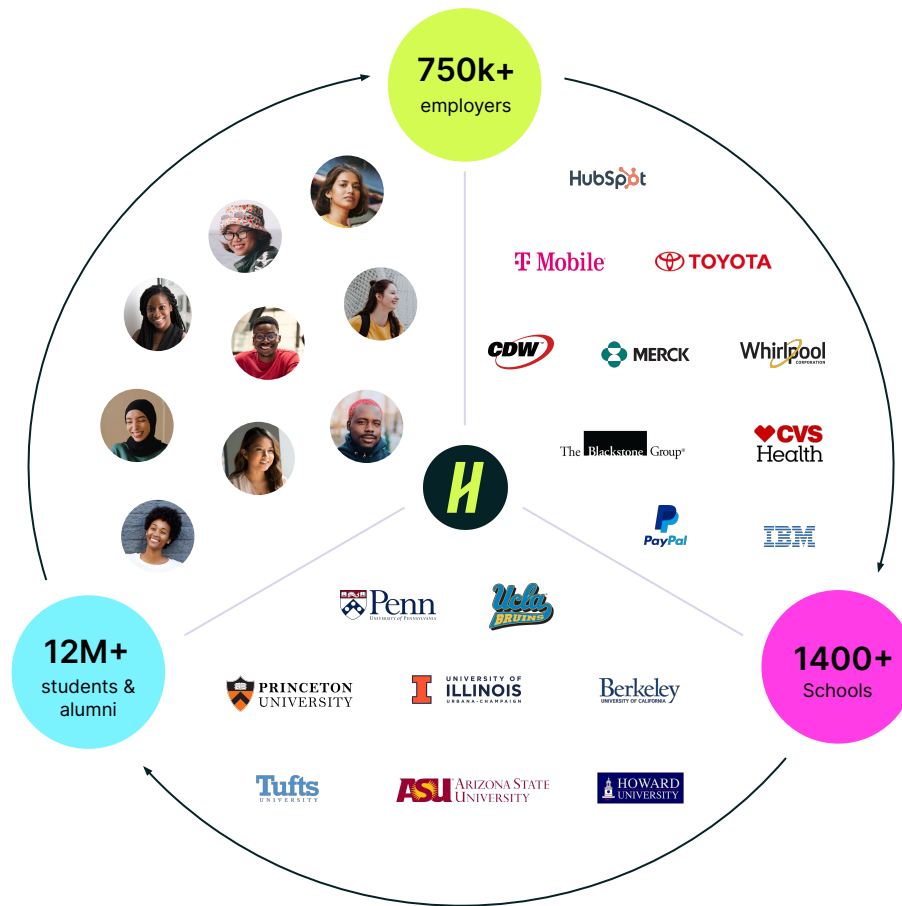 750k+
employers
HubSpot
T Mobile
TOYOTA
CDW
MERCK
Whirlpool
CORPORATION
The Blackstone Group®
CVS
Health
PayPal
IBM
H
Penn
University of Pennsylvania
Ucla
BRUINS
12M+
students &
alumni
1400+
Schools
PRINCETON
UNIVERSITY
UNIVERSITY OF
ILLINOIS
URBANA-CHAMPAIGN
Berkeley
UNIVERSITY OF CALIFORNIA
Tufts
UNIVERSITY
ASU ARIZONA STATE
UNIVERSITY
HOWARD
UNIVERSITY